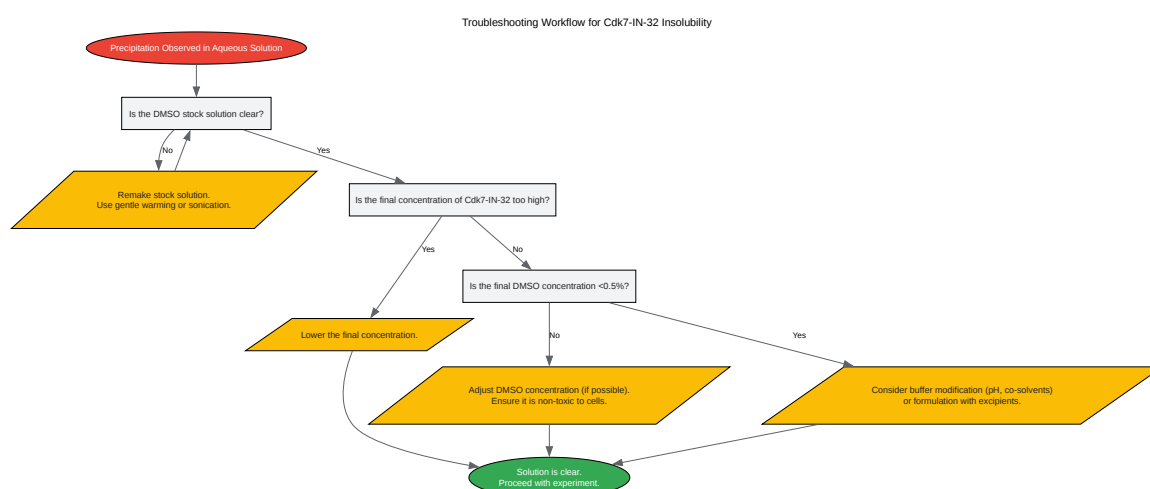 Troubleshooting Workflow for Cdk7-IN-32 Insolubility
Precipitation Observed in Aqueous Solution
Is the DMSO stock solution clear?
No
Yes
Remake stock solution.
Use gentle warming or sonication.
Is the final concentration of Cdk7-IN-32 too high?
Yes
No
Is the final DMSO concentration <0.5%?
Lower the final concentration.
No
Yes
Adjust DMSO concentration (if possible).
Ensure it is non-toxic to cells.
Consider buffer modification (pH, co-solvents)
or formulation with excipients.
Solution is clear.
Proceed with experiment.